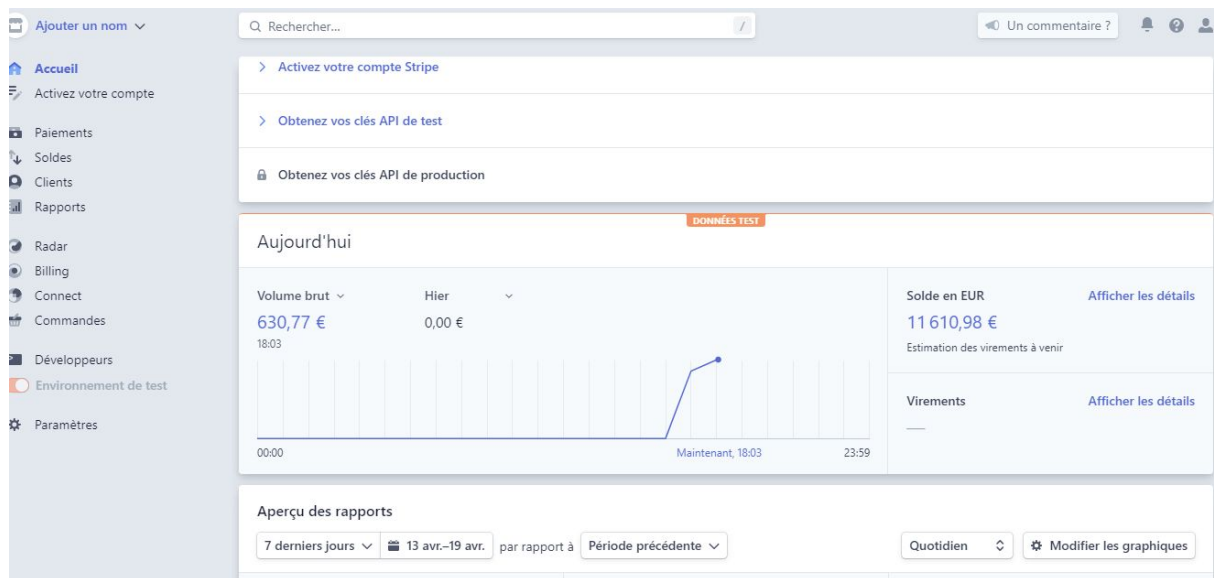 Ajouter un nom
Rechercher...
/
Un commentaire ?
Accueil
Activez votre compte
Paiements
Soldes
Clients
Rapports
Radar
Billing
Connect
Commandes
Développeurs
Environnement de test
Paramètres
Activez votre compte Stripe
Obtenez vos clés API de test
Obtenez vos clés API de production
DONNÉES TEST
Aujourd'hui
Volume brut Hier
630,77 € 0,00 €
18:03
00:00 Maintenant, 18:03 23:59
Solde en EUR Afficher les détails
11 610,98 €
Estimation des virements à venir
Virements Afficher les détails
—
Aperçu des rapports
7 derniers jours 13 avr.–19 avr. par rapport à Période précédente Quotidien Modifier les graphiques